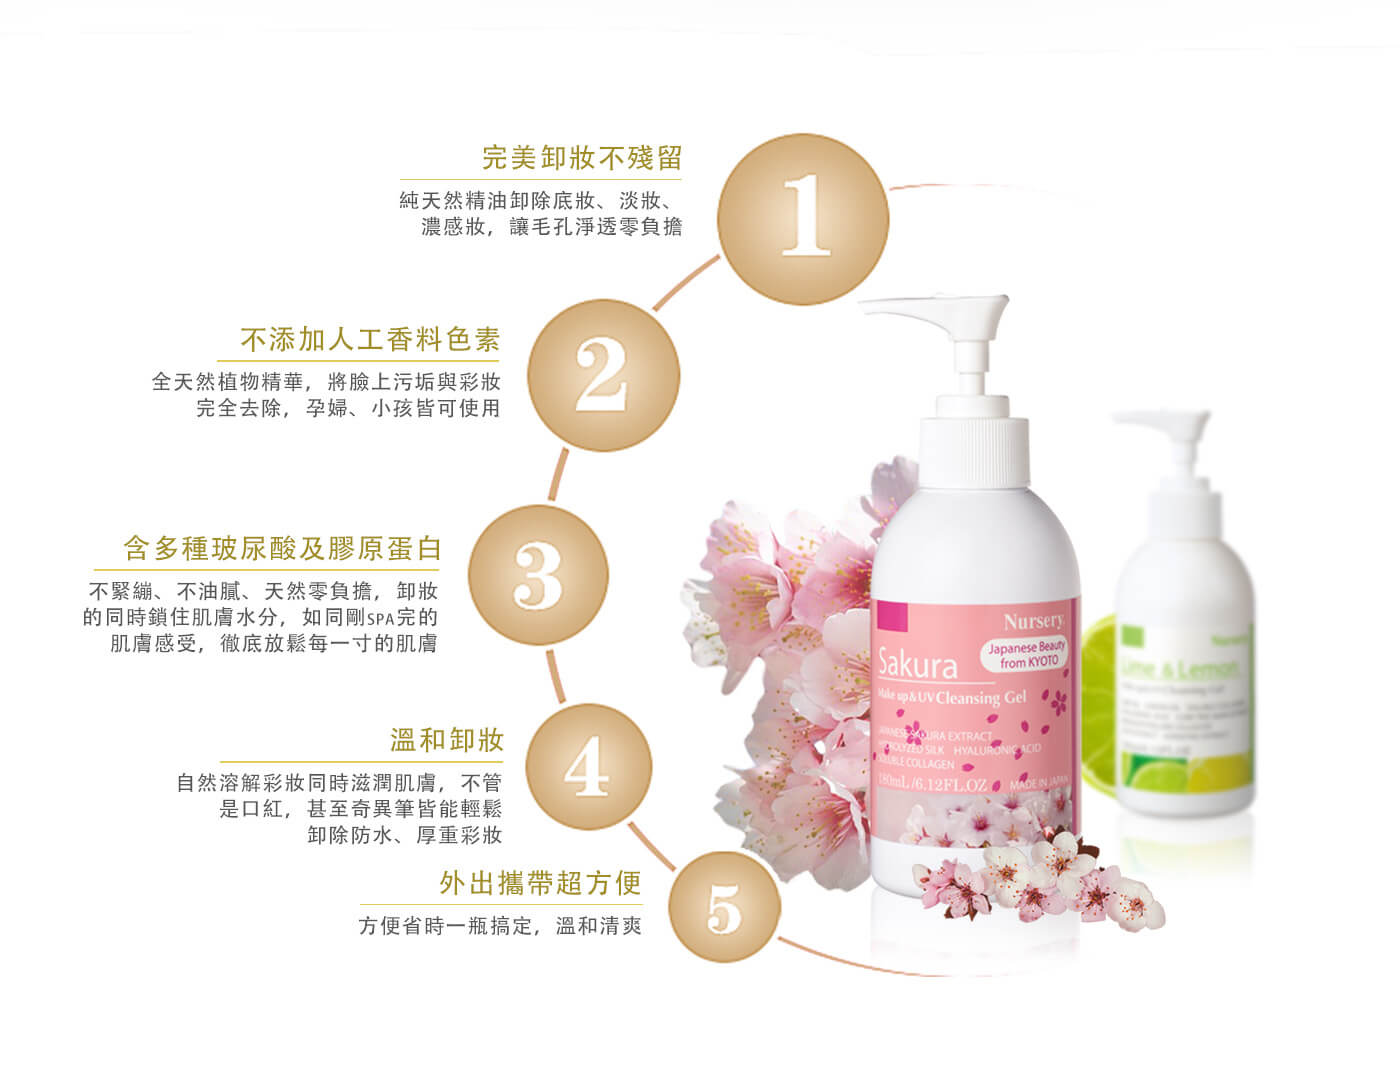 完美卸妝不殘留
純天然精油卸除底妝、淡妝、
濃感妝，讓毛孔淨透零負擔
1
不添加人工香料色素
全天然植物精華，將臉上污垢與彩妝
完全去除，孕婦、小孩皆可使用
2
含多種玻尿酸及膠原蛋白
不緊繃、不油膩、天然零負擔，卸妝
的同時鎖住肌膚水分，如同剛SPA完的
肌膚感受，徹底放鬆每一寸的肌膚
3
溫和卸妝
自然溶解彩妝同時滋潤肌膚，不管
是口紅，甚至奇異筆皆能輕鬆
卸除防水、厚重彩妝
4
外出攜帶超方便
方便省時一瓶搞定，溫和清爽
5
Nursery
Japanese Beauty
from KYOTO
Sakura
Make up & UV Cleansing Gel
JAPANESE SAKURA EXTRACT
HYDROLYZED SILK HYALURONIC ACID
SOLUBLE COLLAGEN
180mL/6.12FL.OZ MADE IN JAPAN
Nursery
Lime & Lemon
Cleansing Gel